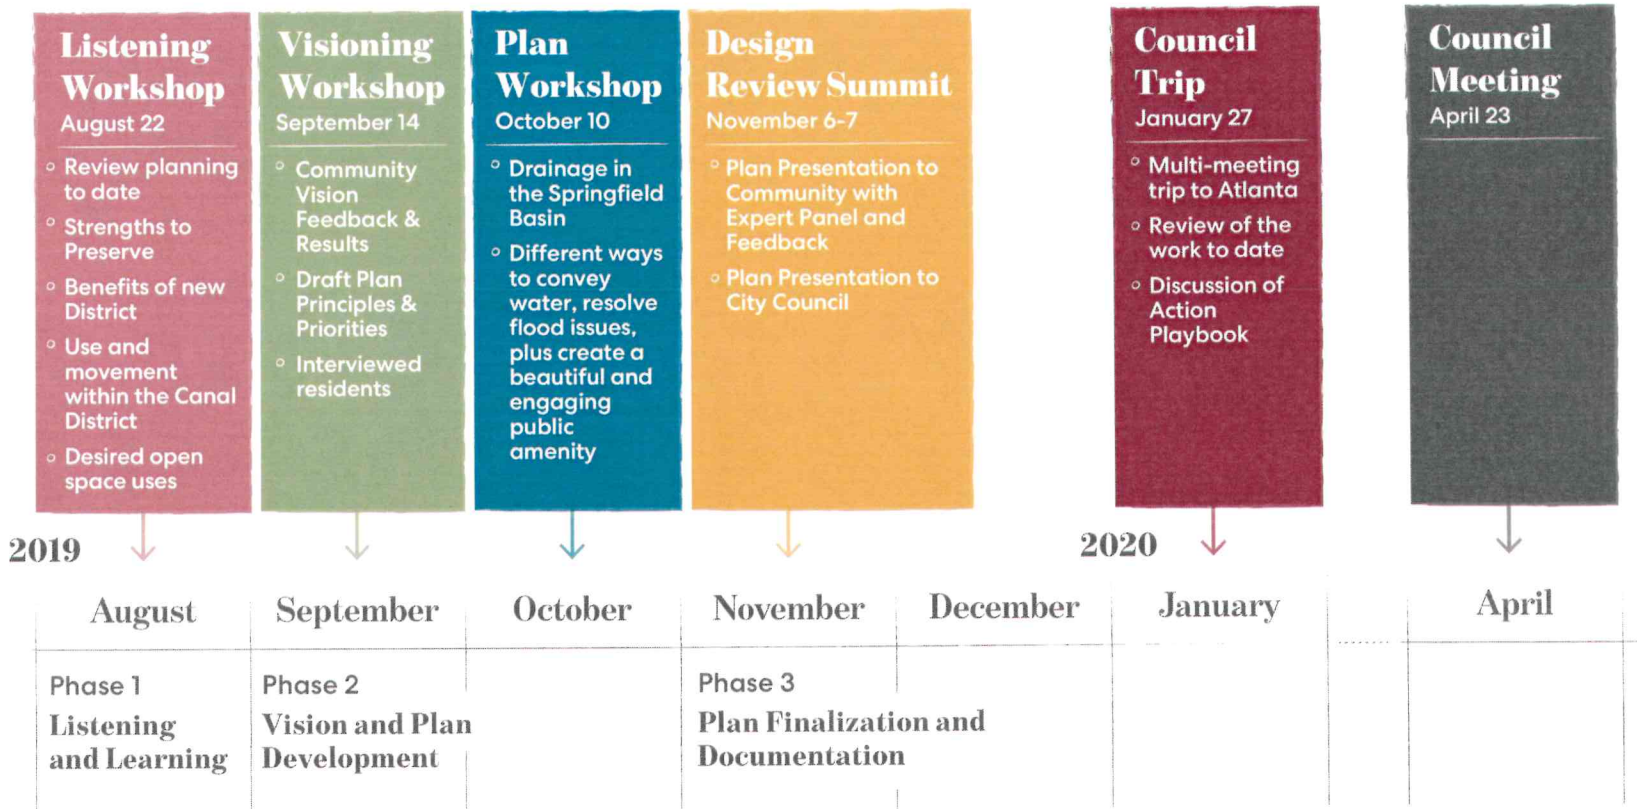 Listening
Workshop
August 22
Review planning
to date
Strengths to
Preserve
Benefits of new
District
Use and
movement
within the Canal
District
Desired open
space uses
Visioning
Workshop
September 14
Community
Vision
Feedback &
Results
Draft Plan
Principles &
Priorities
Interviewed
residents
Plan
Workshop
October 10
Drainage in
the Springfield
Basin
Different ways
to convey
water, resolve
flood issues,
plus create a
beautiful and
engaging
public
amenity
Design
Review Summit
November 6-7
Plan Presentation to
Community with
Expert Panel and
Feedback
Plan Presentation to
City Council
Council
Trip
January 27
Multi-meeting
trip to Atlanta
Review of the
work to date
Discussion of
Action
Playbook
Council
Meeting
April 23
2019
2020
August
September
October
November
December
January
April
Phase 1
Listening
and Learning
Phase 2
Vision and Plan
Development
Phase 3
Plan Finalization and
Documentation